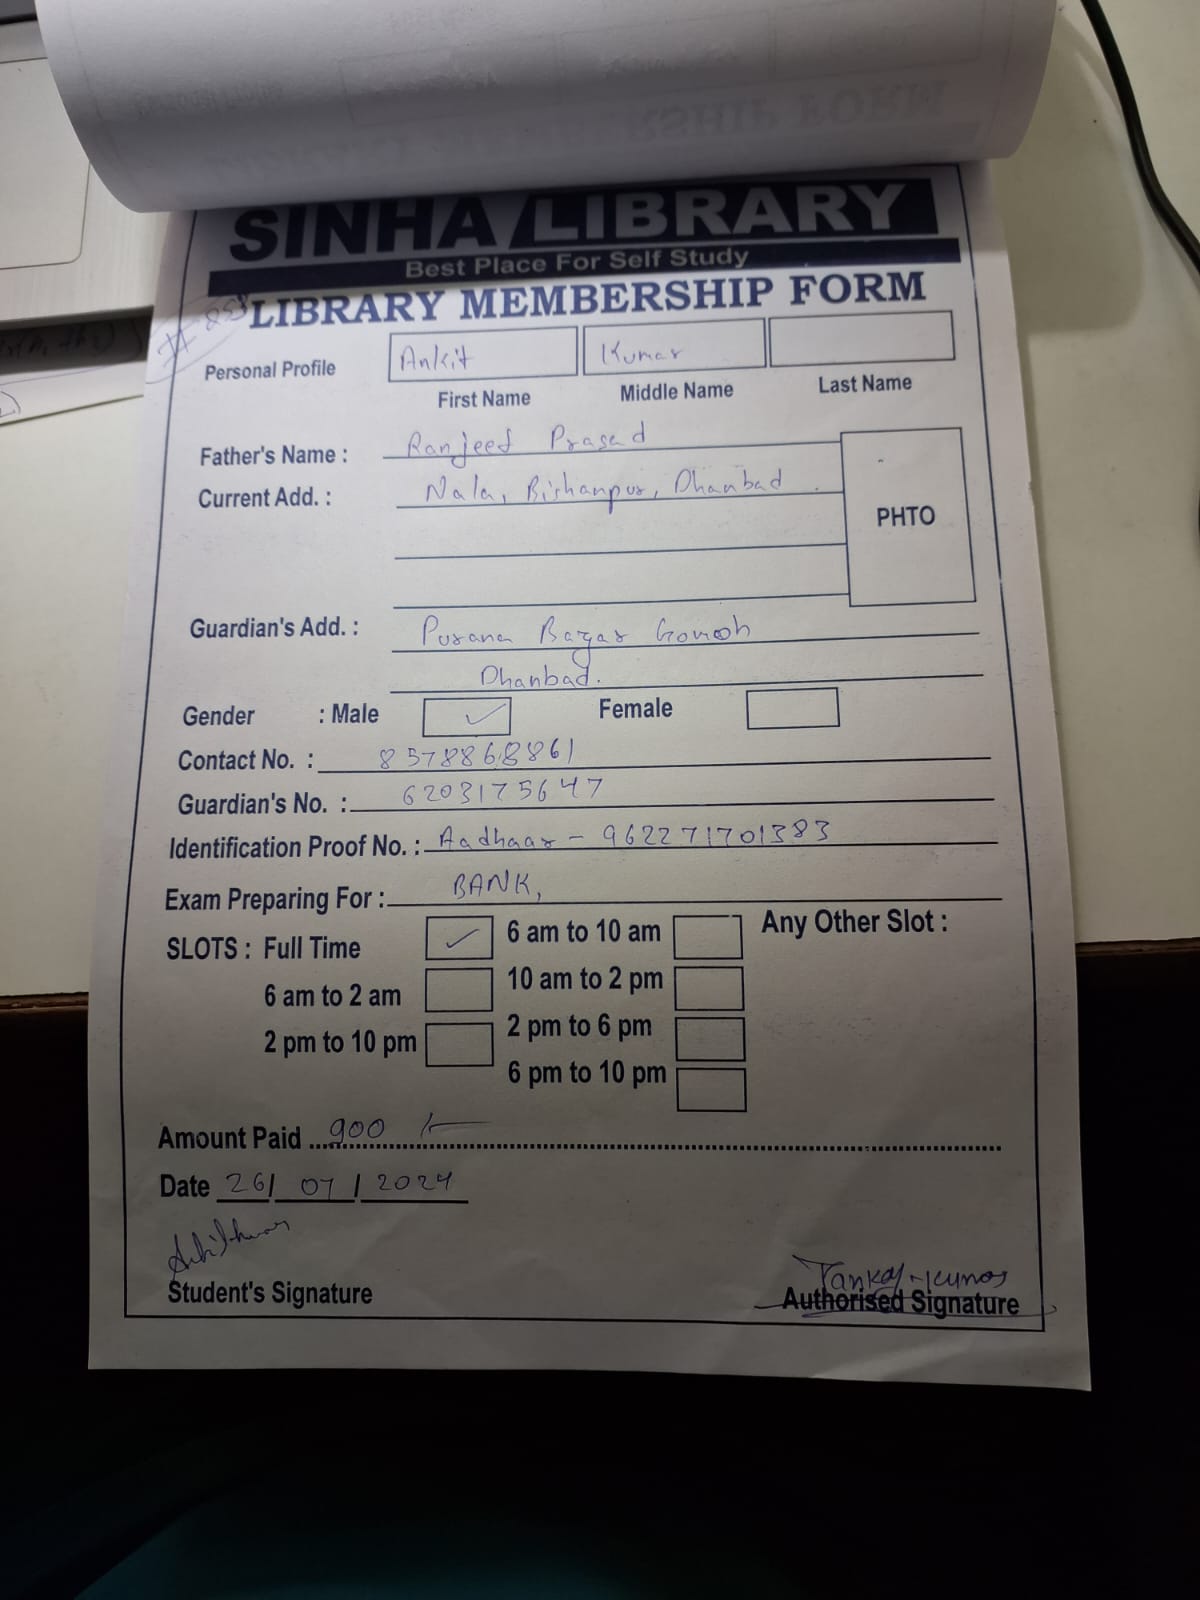 SINHA LIBRARY
Best Place For Self Study
LIBRARY MEMBERSHIP FORM
# 858
Personal Profile Ankit Kumar
First Name Middle Name Last Name
Father's Name : Ranjeet Prasad
Current Add. : Nala, Bishanpur, Dhanbad
PHTO
Guardian's Add. : Purana Bazar
Dhanbad.
Gender : Male ✓ Female
Contact No. : 8578868861
Guardian's No. : 6203175647
Identification Proof No. : Aadhaar - 962271701383
Exam Preparing For : BANK,
SLOTS : Full Time ✓ 6 am to 10 am Any Other Slot :
6 am to 2 am 10 am to 2 pm
2 pm to 10 pm 2 pm to 6 pm
6 pm to 10 pm
Amount Paid 900 /-
Date 26/ 07 / 2024
Student's Signature
Kumar
Authorised Signature